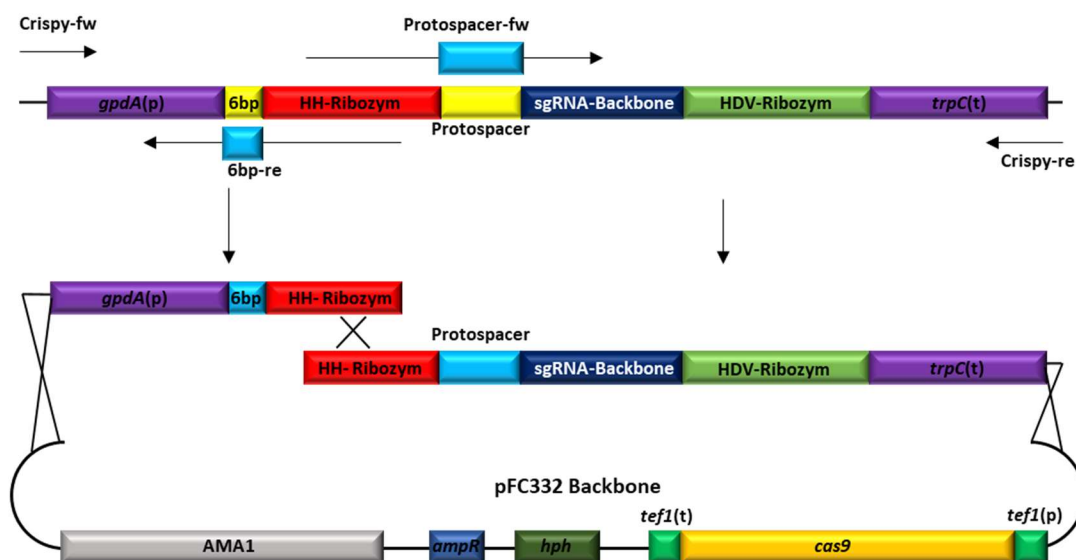 Crispy-fw
Protospacer-fw
gpdA(p) 6bp HH-Ribozym sgRNA-Backbone HDV-Ribozym trpC(t)
Protospacer
6bp-re
Crispy-re
gpdA(p) 6bp HH- Ribozym
Protospacer
HH- Ribozym sgRNA-Backbone HDV-Ribozym trpC(t)
pFC332 Backbone
tef1(t) tef1(p)
AMA1 ampR hph cas9